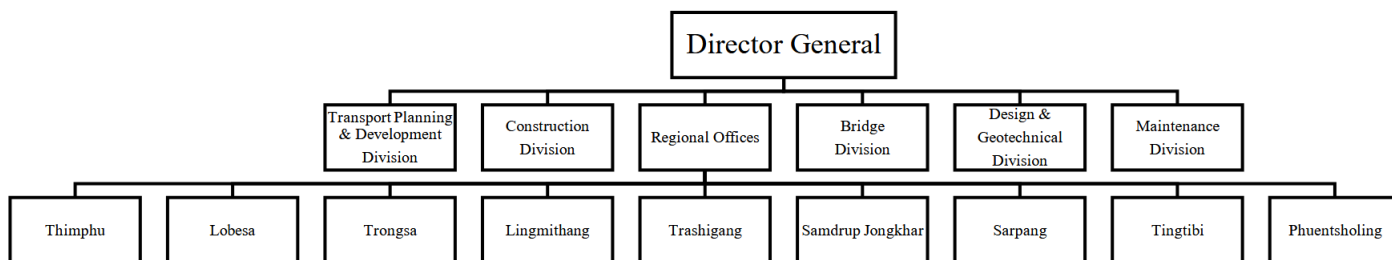 Director General
Transport Planning
& Development
Division
Construction
Division
Regional Offices
Bridge
Division
Design &
Geotechnical
Division
Maintenance
Division
Thimphu
Lobesa
Trongsa
Lingmithang
Trashigang
Samdrup Jongkhar
Sarpang
Tingtibi
Phuentsholing